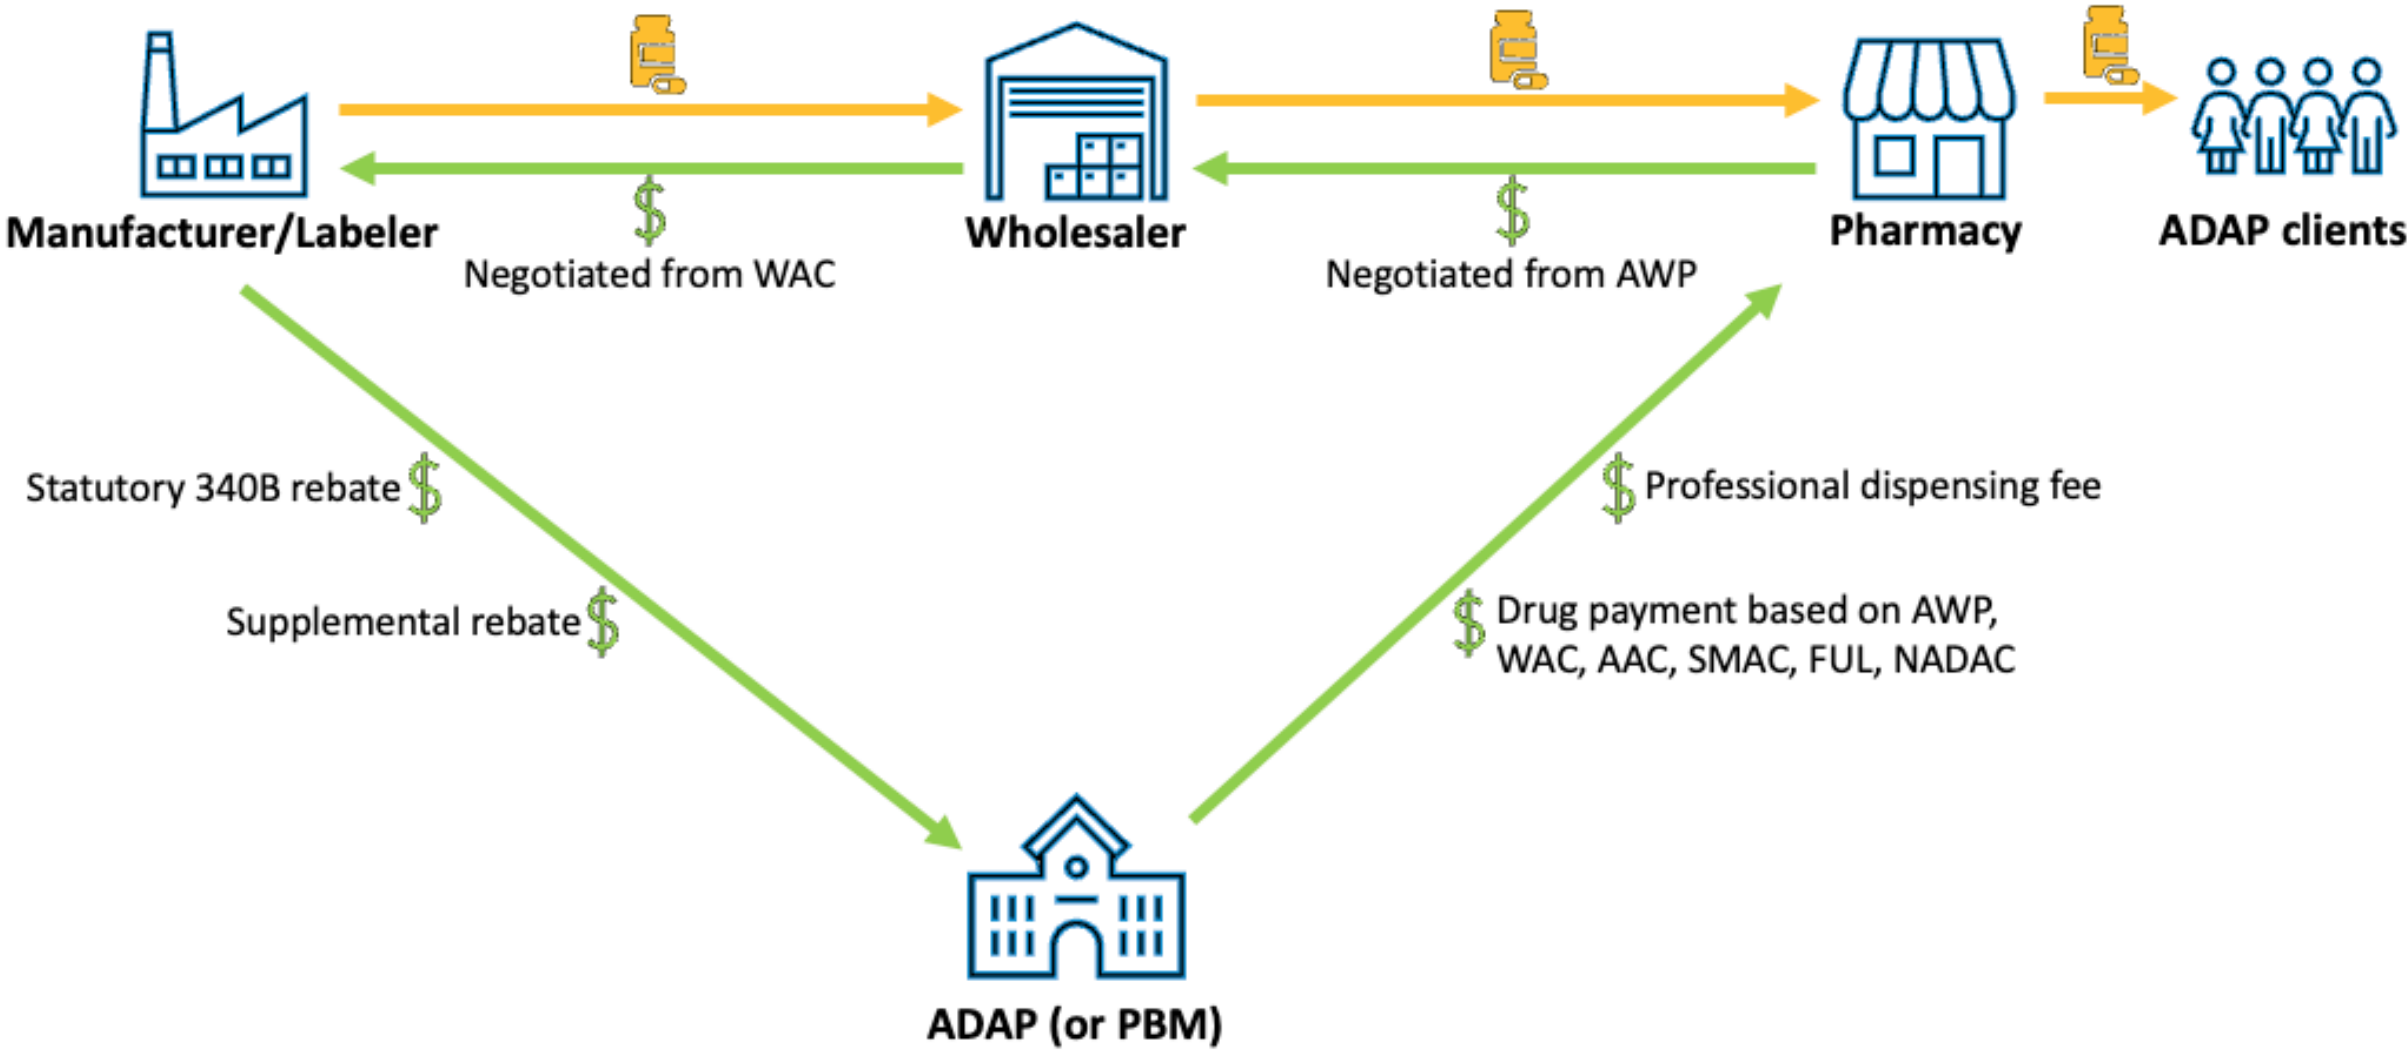 Manufacturer/Labeler
Wholesaler
Pharmacy
ADAP clients
Negotiated from WAC
Negotiated from AWP
Statutory 340B rebate $
$ Professional dispensing fee
Supplemental rebate $
$ Drug payment based on AWP,
WAC, AAC, SMAC, FUL, NADAC
ADAP (or PBM)